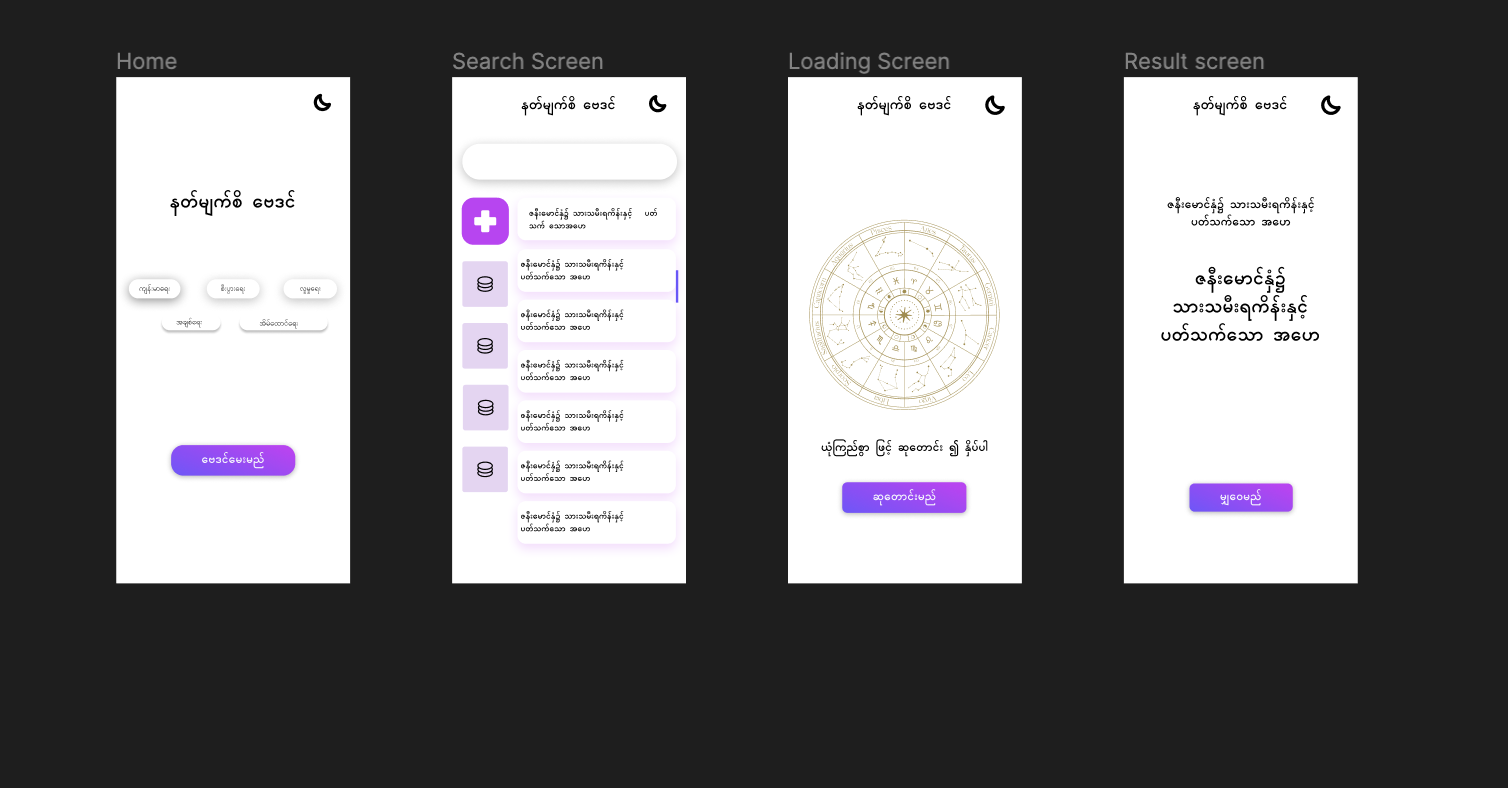 Home
နတ်မျက်စိ ဗေဒင်
ကျန်းမာရေး
စီးပွားရေး
လူမှုရေး
အချစ်ရေး
အိမ်ထောင်ရေး
ဗေဒင်မေးမည်
Search Screen
နတ်မျက်စိ ဗေဒင်
ဇနီးမောင်နှံ၌ သားသမီးရကိန်းနှင့် ပတ်
သက် သောအဟေ
ဇနီးမောင်နှံ၌ သားသမီးရကိန်းနှင့်
ပတ်သက်သော အဟေ
ဇနီးမောင်နှံ၌ သားသမီးရကိန်းနှင့်
ပတ်သက်သော အဟေ
ဇနီးမောင်နှံ၌ သားသမီးရကိန်းနှင့်
ပတ်သက်သော အဟေ
ဇနီးမောင်နှံ၌ သားသမီးရကိန်းနှင့်
ပတ်သက်သော အဟေ
ဇနီးမောင်နှံ၌ သားသမီးရကိန်းနှင့်
ပတ်သက်သော အဟေ
ဇနီးမောင်နှံ၌ သားသမီးရကိန်းနှင့်
ပတ်သက်သော အဟေ
Loading Screen
နတ်မျက်စိ ဗေဒင်
ယုံကြည်စွာ ဖြင့် ဆုတောင်း ၍ နှိပ်ပါ
ဆုတောင်းမည်
Result screen
နတ်မျက်စိ ဗေဒင်
ဇနီးမောင်နှံ၌ သားသမီးရကိန်းနှင့်
ပတ်သက်သော အဟေ
ဇနီးမောင်နှံ၌
သားသမီးရကိန်းနှင့်
ပတ်သက်သော အဟေ
မျှဝေမည်